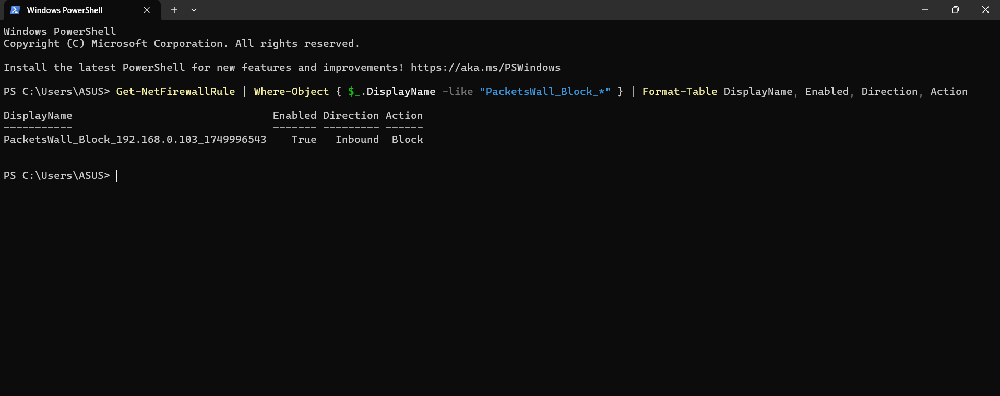 Windows PowerShell
Windows PowerShell
Copyright (C) Microsoft Corporation. All rights reserved.
Install the latest PowerShell for new features and improvements! https://aka.ms/PSWindows
PS C:\Users\ASUS> Get-NetFirewallRule | Where-Object { $_.DisplayName -like "PacketsWall_Block_*" } | Format-Table DisplayName, Enabled, Direction, Action
DisplayName Enabled Direction Action
----------- ------- --------- ------
PacketsWall_Block_192.168.0.103_1749996543 True Inbound Block
PS C:\Users\ASUS>